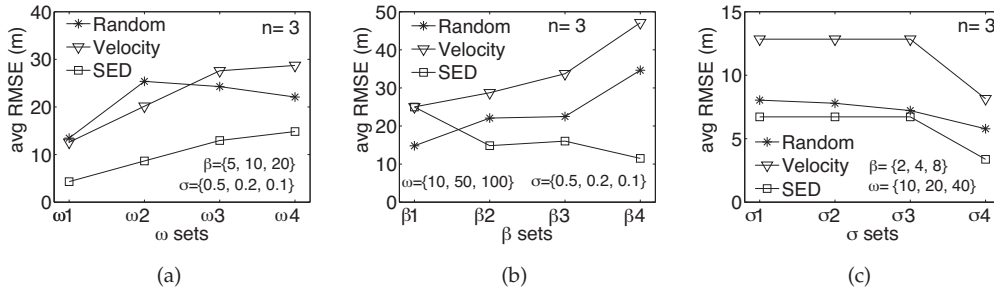 avg RMSE (m)
40
30
20
10
0
Random
Velocity
SED
n= 3
β={5, 10, 20}
σ={0.5, 0.2, 0.1}
ω1 ω2 ω3 ω4
ω sets
(a)
avg RMSE (m)
50
40
30
20
10
0
Random
Velocity
SED
n= 3
ω={10, 50, 100} σ={0.5, 0.2, 0.1}
β1 β2 β3 β4
β sets
(b)
avg RMSE (m)
15
10
5
0
n= 3
Random
Velocity
SED
β= {2, 4, 8}
ω= {10, 20, 40}
σ1 σ2 σ3 σ4
σ sets
(c)